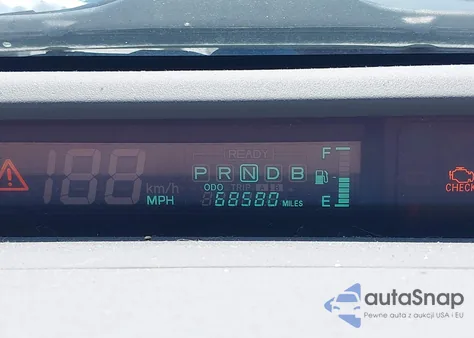 READY
F
188
P R N D B
km/h
ODO TRIP A B
MPH
68580 MILES
E
CHECK
autaSnap
Pewne auta z aukcji USA i EU